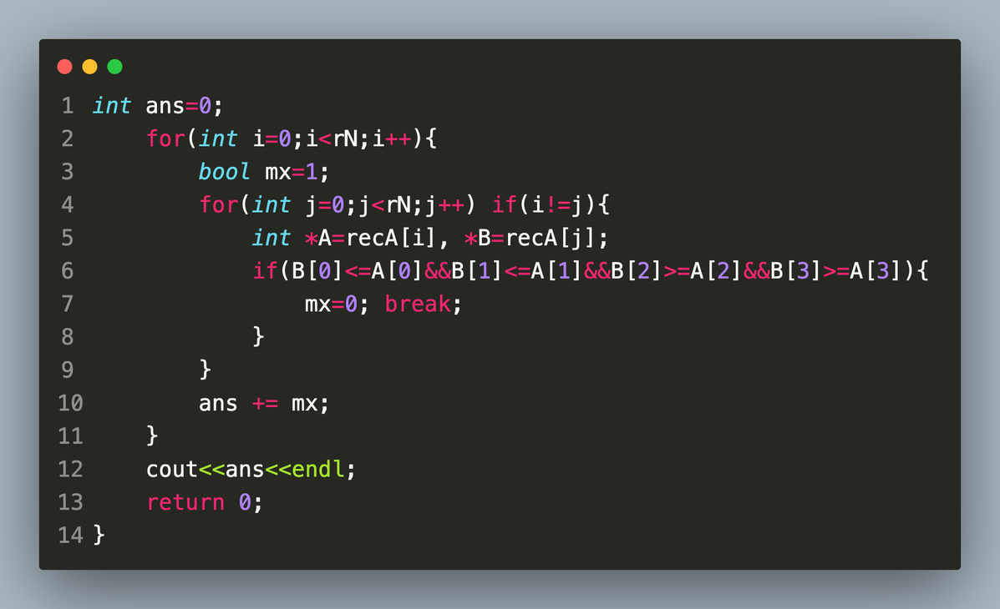 1 int ans=0;
2     for(int i=0;i<rN;i++){
3         bool mx=1;
4         for(int j=0;j<rN;j++) if(i!=j){
5             int *A=recA[i], *B=recA[j];
6             if(B[0]<=A[0]&&B[1]<=A[1]&&B[2]>=A[2]&&B[3]>=A[3]){
7                 mx=0; break;
8             }
9         }
10         ans += mx;
11     }
12     cout<<ans<<endl;
13     return 0;
14 }